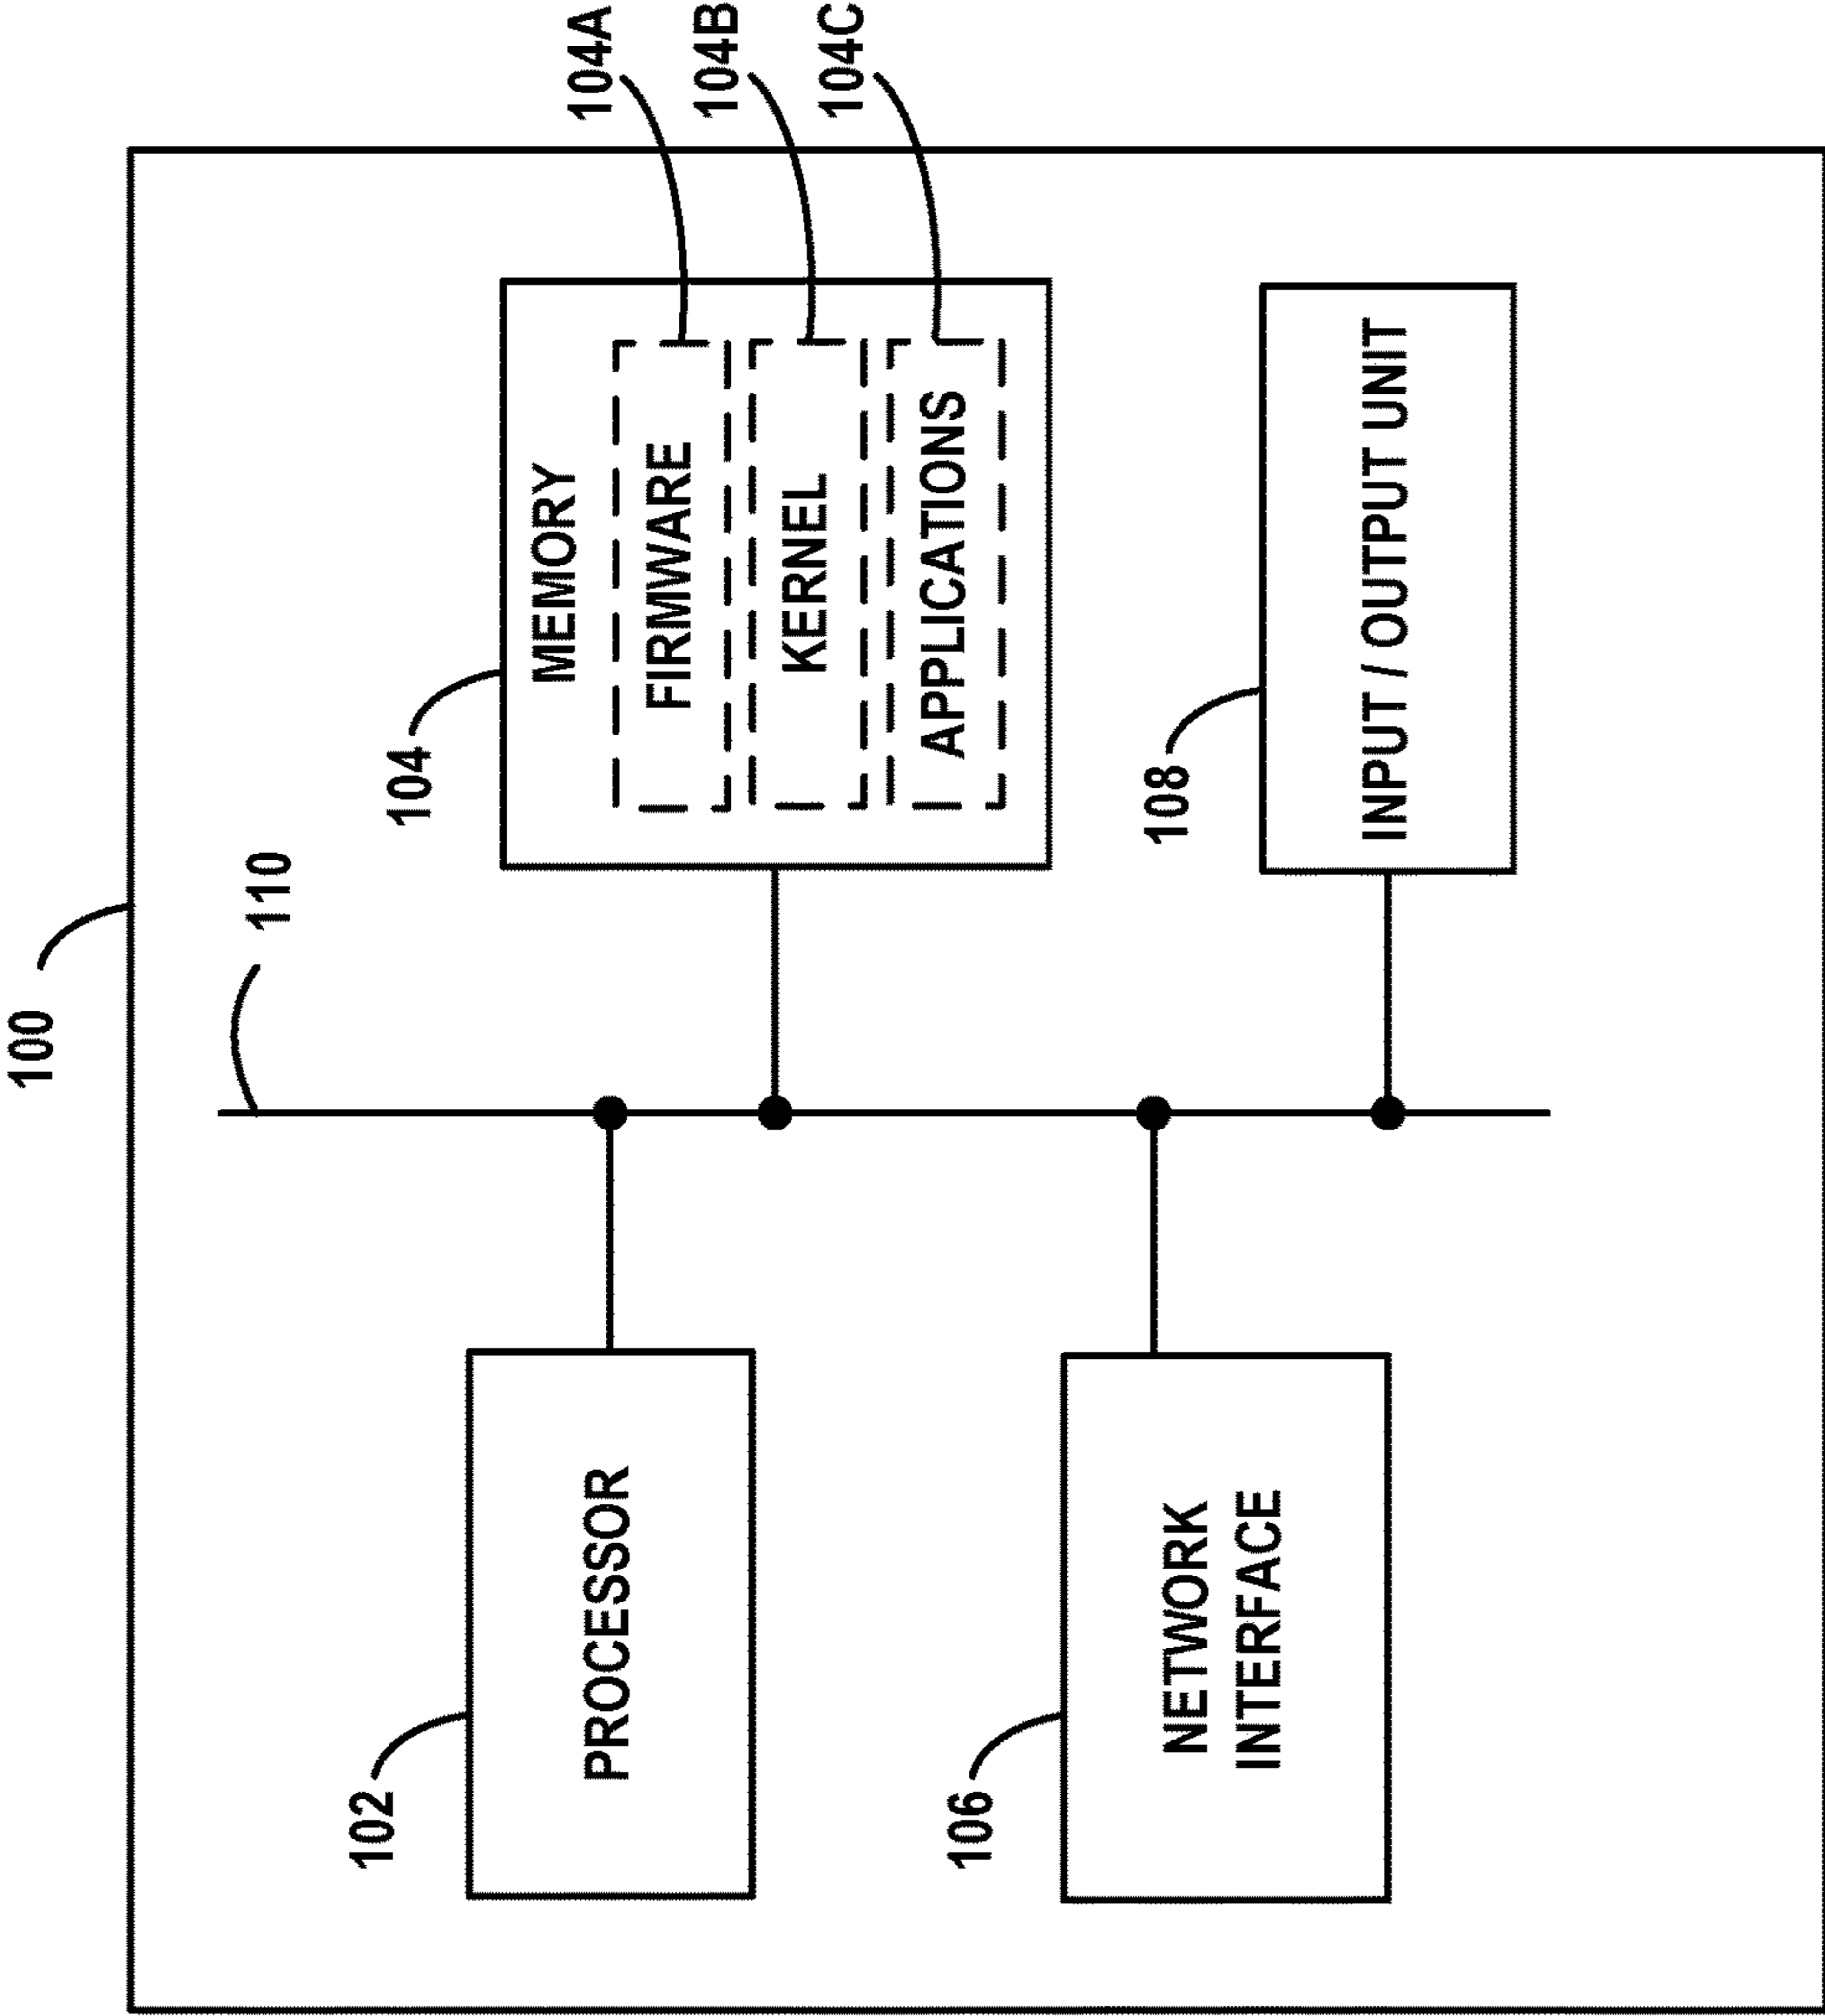 100
110
102
PROCESSOR
104
MEMORY
FIRMWARE
104A
KERNEL
104B
APPLICATIONS
104C
106
NETWORK
INTERFACE
108
INPUT / OUTPUT UNIT